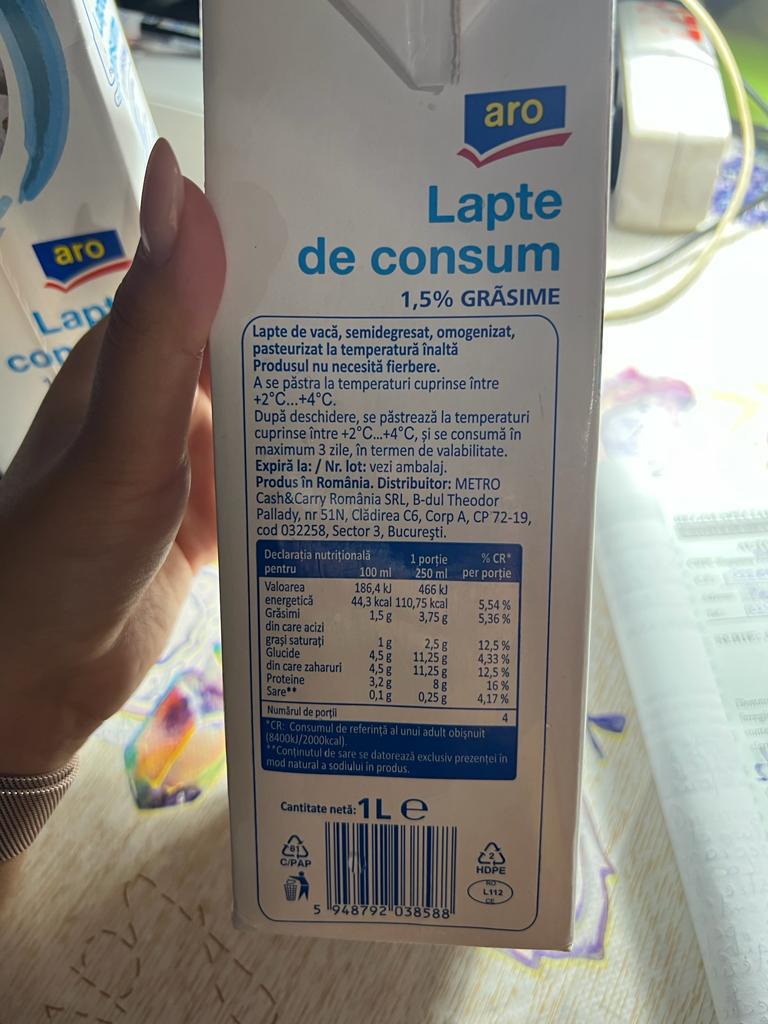 aro
Lapte
de consum
1,5% GRĂSIME
Lapte de vacă, semidegresat, omogenizat,
pasteurizat la temperatură înaltă
Produsul nu necesită fierbere.
A se păstra la temperaturi cuprinse între
+2°C...+4°C.
După deschidere, se păstrează la temperaturi
cuprinse între +2°C...+4°C, și se consumă în
maximum 3 zile, în termen de valabilitate.
Expiră la: / Nr. lot: vezi ambalaj.
Produs în România. Distribuitor: METRO
Cash&Carry România SRL, B-dul Theodor
Pallady, nr 51N, Clădirea C6, Corp A, CP 72-19,
cod 032258, Sector 3, București.
Declarația nutrițională 1 porție % CR*
pentru 100 ml 250 ml per porție
Valoarea 186,4 kJ 466 kJ
energetică 44,3 kcal 110,75 kcal 5,54 %
Grăsimi 1,5 g 3,75 g 5,36 %
din care acizi
grași saturați 1 g 2,5 g 12,5 %
Glucide 4,5 g 11,25 g 4,33 %
din care zaharuri 4,5 g 11,25 g 12,5 %
Proteine 3,2 g 8 g 16 %
Sare** 0,1 g 0,25 g 4,17 %
Numărul de porții 4
*CR: Consumul de referință al unui adult obișnuit
(8400kJ/2000kcal).
**Conținutul de sare se datorează exclusiv prezenței în
mod natural a sodiului in produs.
Cantitate netă: 1L e
81
C/PAP
2
HDPE
RO
L112
CE
5 948792 038588
aro